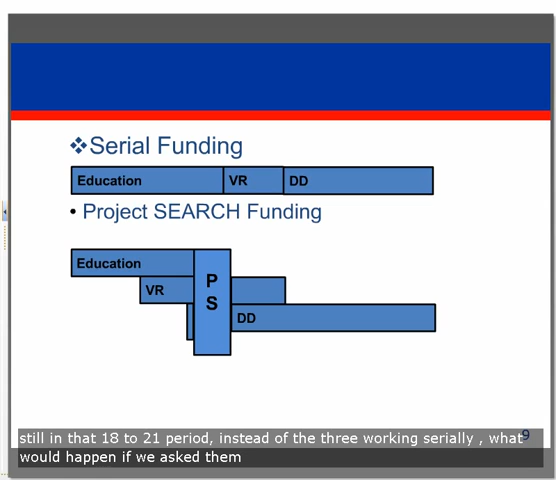 ❖Serial Funding
Education VR DD
• Project SEARCH Funding
Education
P
VR
S
DD
9
still in that 18 to 21 period, instead of the three working serially , what
would happen if we asked them